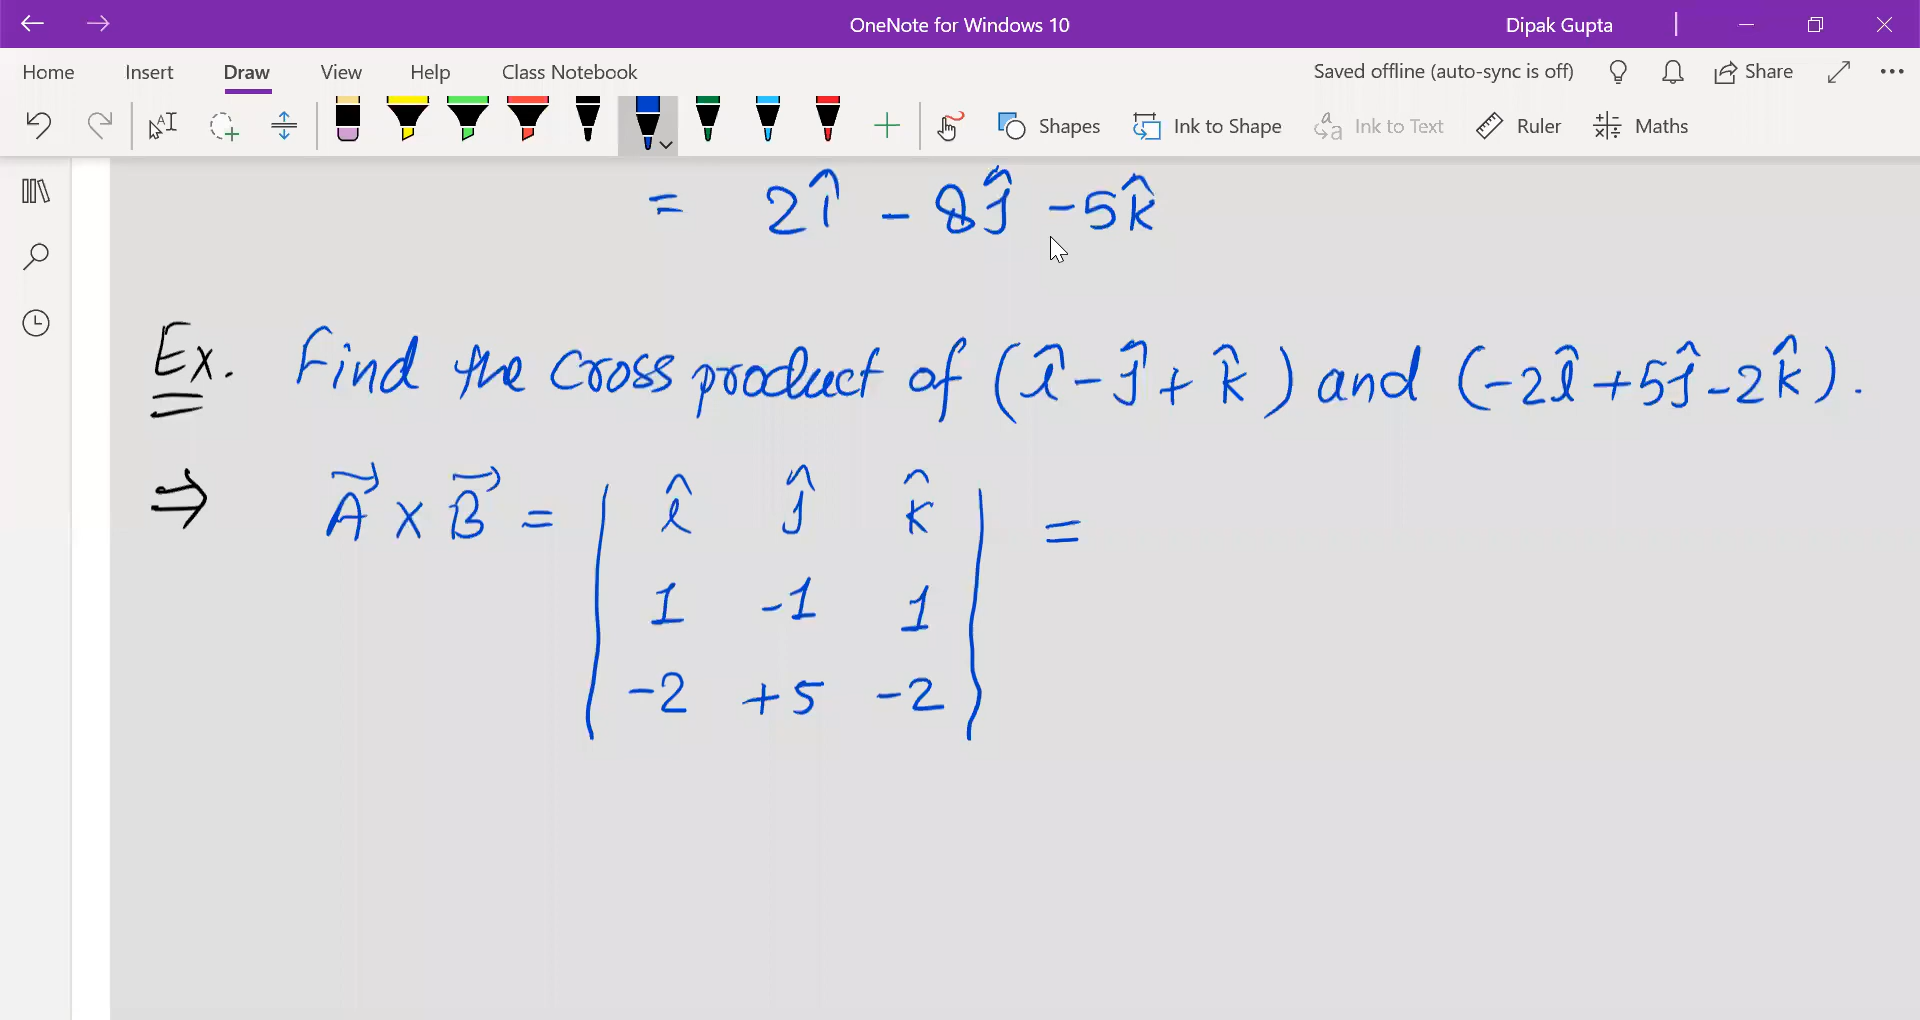 OneNote for Windows 10
Dipak Gupta
Home Insert Draw View Help Class Notebook
Saved offline (auto-sync is off) Share
Shapes Ink to Shape Ink to Text Ruler Maths
= 2î - 8ĵ - 5k̂
Ex. Find the cross product of (î - ĵ + k̂) and (-2î + 5ĵ - 2k̂).
⇒ A⃗ × B⃗ = | î ĵ k̂ | =
1 -1 1
-2 +5 -2